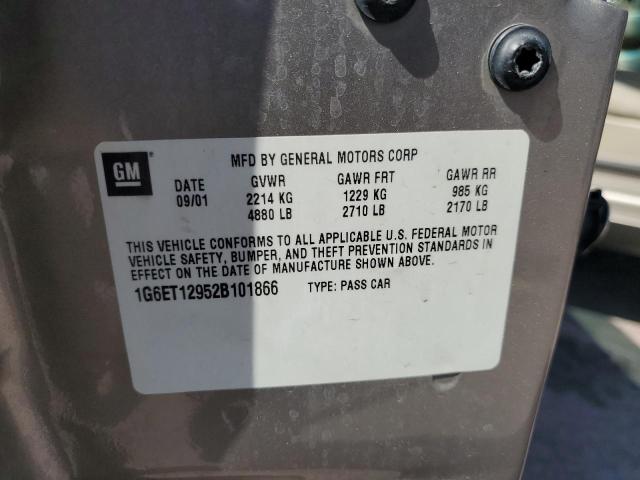 GM
MFD BY GENERAL MOTORS CORP
DATE GVWR GAWR FRT GAWR RR
09/01 2214 KG 1229 KG 985 KG
4880 LB 2710 LB 2170 LB
THIS VEHICLE CONFORMS TO ALL APPLICABLE U.S. FEDERAL MOTOR
VEHICLE SAFETY, BUMPER, AND THEFT PREVENTION STANDARDS IN
EFFECT ON THE DATE OF MANUFACTURE SHOWN ABOVE.
1G6ET12952B101866 TYPE: PASS CAR